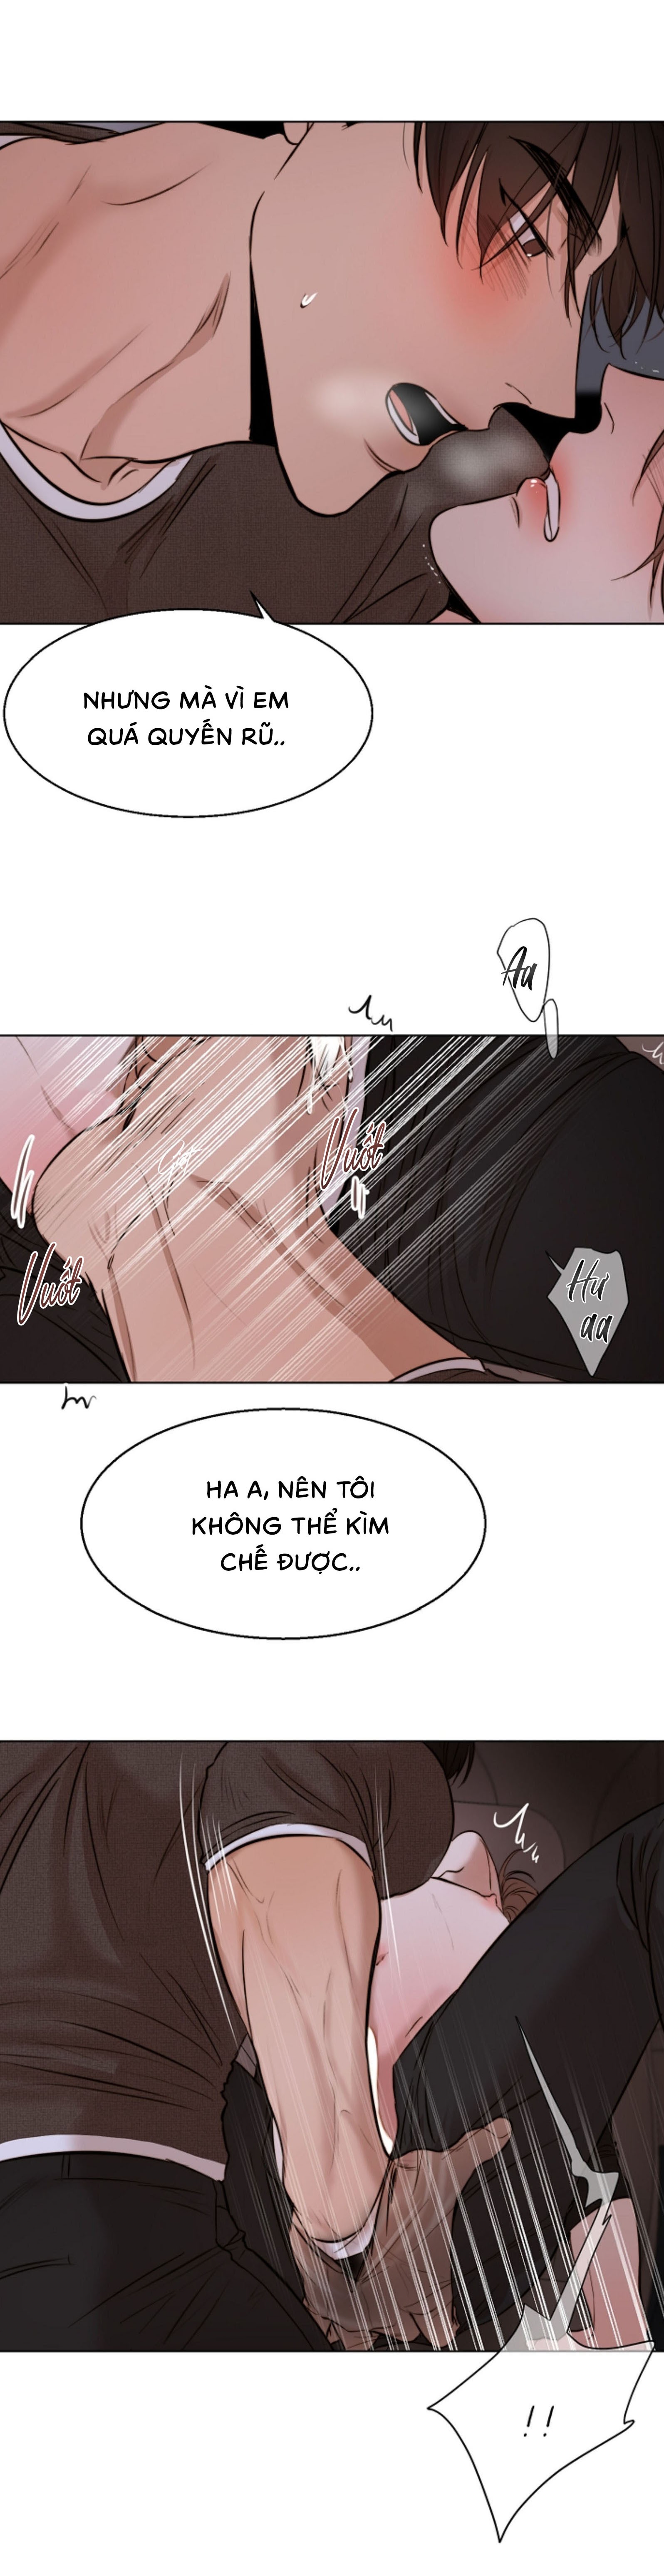 NHƯNG MÀ VÌ EM
QUÁ QUYẾN RŨ..
Aa
Vuốt
Vuốt
Hư
aa
HA A, NÊN TÔI
KHÔNG THỂ KÌM
CHẾ ĐƯỢC..
!!